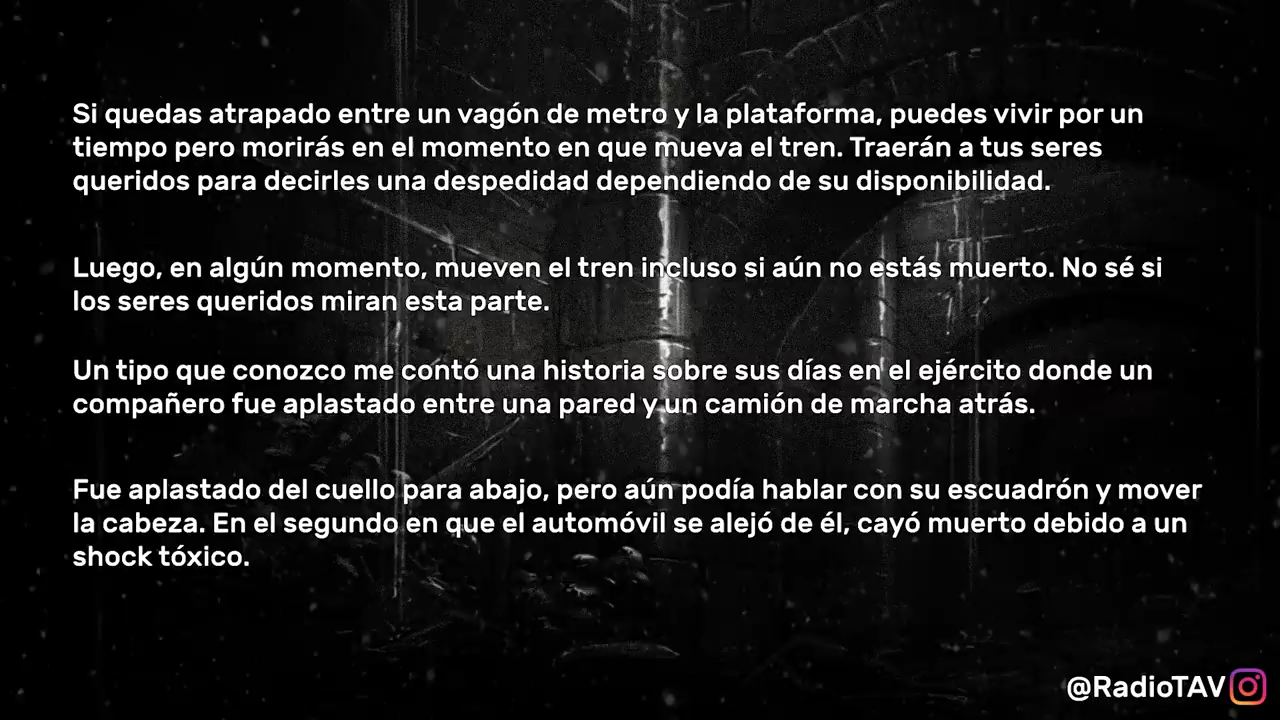 Si quedas atrapado entre un vagón de metro y la plataforma, puedes vivir por un
tiempo pero morirás en el momento en que mueva el tren. Traerán a tus seres
queridos para decirles una despedidad dependiendo de su disponibilidad.
Luego, en algún momento, mueven el tren incluso si aún no estás muerto. No sé si
los seres queridos miran esta parte.
Un tipo que conozco me contó una historia sobre sus días en el ejército donde un
compañero fue aplastado entre una pared y un camión de marcha atrás.
Fue aplastado del cuello para abajo, pero aún podía hablar con su escuadrón y mover
la cabeza. En el segundo en que el automóvil se alejó de él, cayó muerto debido a un
shock tóxico.
@RadioTAV